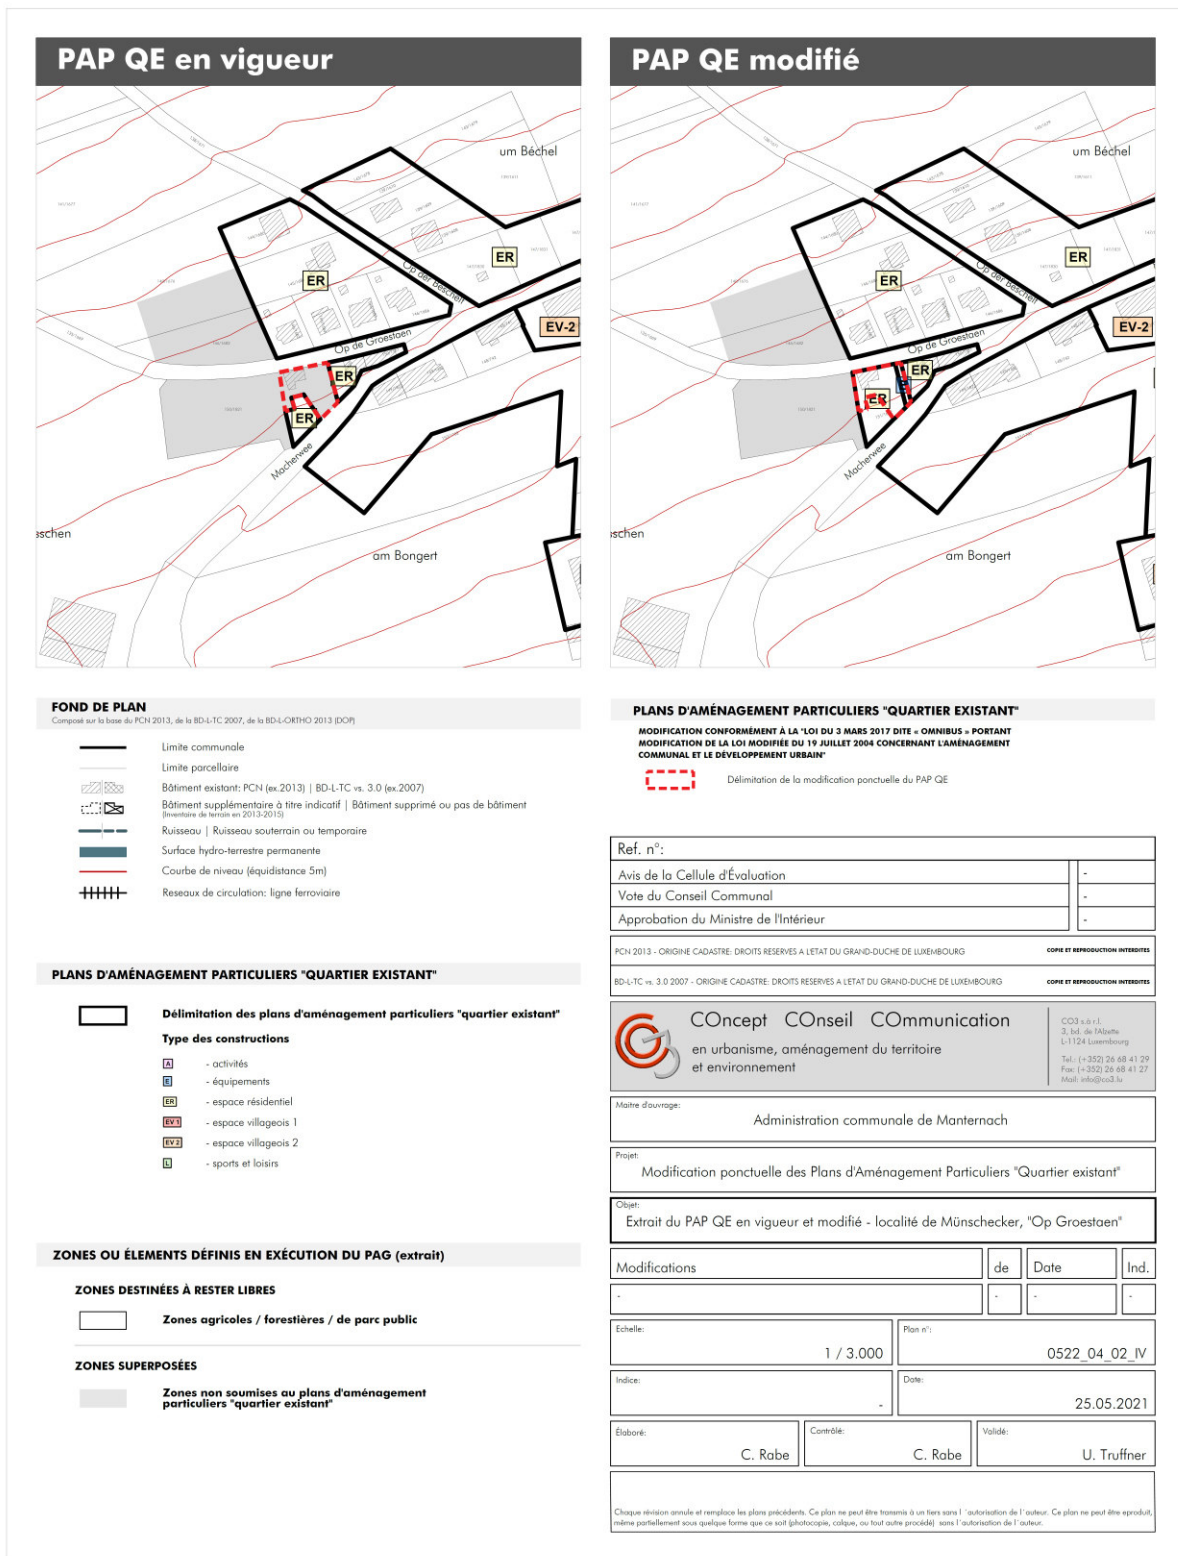 PAP QE en vigueur
um Béchel
ER
ER
Op der Beschell
EV-2
Op de Groestaen
ER
ER
Macherwee
aschen
am Bongert
PAP QE modifié
um Béchel
ER
ER
Op der Beschell
EV-2
Op de Groestaen
ER
ER
Macherwee
aschen
am Bongert
FOND DE PLAN
Composé sur la base du PCN 2013, de la BD-L-TC 2007, de la BD-L-ORTHO 2013 (DOP)
Limite communale
Limite parcellaire
Bâtiment existant: PCN (ex.2013) | BD-L-TC vs. 3.0 (ex.2007)
Bâtiment supplémentaire à titre indicatif | Bâtiment supprimé ou pas de bâtiment
(Inventaire de terrain en 2013-2015)
Ruisseau | Ruisseau souterrain ou temporaire
Surface hydro-terrestre permanente
Courbe de niveau (équidistance 5m)
Reseaux de circulation: ligne ferroviaire
PLANS D'AMÉNAGEMENT PARTICULIERS "QUARTIER EXISTANT"
Délimitation des plans d'aménagement particuliers "quartier existant"
Type des constructions
A - activités
E - équipements
ER - espace résidentiel
EV 1 - espace villageois 1
EV 2 - espace villageois 2
L - sports et loisirs
ZONES OU ÉLEMENTS DÉFINIS EN EXÉCUTION DU PAG (extrait)
ZONES DESTINÉES À RESTER LIBRES
Zones agricoles / forestières / de parc public
ZONES SUPERPOSÉES
Zones non soumises au plans d'aménagement
particuliers "quartier existant"
PLANS D'AMÉNAGEMENT PARTICULIERS "QUARTIER EXISTANT"
MODIFICATION CONFORMÉMENT À LA "LOI DU 3 MARS 2017 DITE « OMNIBUS » PORTANT
MODIFICATION DE LA LOI MODIFIÉE DU 19 JUILLET 2004 CONCERNANT L'AMÉNAGEMENT
COMMUNAL ET LE DÉVELOPPEMENT URBAIN"
Délimitation de la modification ponctuelle du PAP QE
Ref. n°:
Avis de la Cellule d'Évaluation -
Vote du Conseil Communal -
Approbation du Ministre de l'Intérieur -
PCN 2013 - ORIGINE CADASTRE: DROITS RESERVES A L'ETAT DU GRAND-DUCHE DE LUXEMBOURG COPIE ET REPRODUCTION INTERDITES
BD-L-TC vs. 3.0 2007 - ORIGINE CADASTRE: DROITS RESERVES A L'ETAT DU GRAND-DUCHE DE LUXEMBOURG COPIE ET REPRODUCTION INTERDITES
COncept COnseil COmmunication
en urbanisme, aménagement du territoire
et environnement
CO3 s.à r.l.
3, bd. de l'Alzette
L-1124 Luxembourg
Tel.: (+352) 26 68 41 29
Fax: (+352) 26 68 41 27
Mail: info@co3.lu
Maitre d'ouvrage:
Administration communale de Manternach
Projet:
Modification ponctuelle des Plans d'Aménagement Particuliers "Quartier existant"
Objet:
Extrait du PAP QE en vigueur et modifié - localité de Münschecker, "Op Groestaen"
Modifications de Date Ind.
- - - -
Echelle:
1 / 3.000
Plan n°:
0522_04_02_IV
Indice:
-
Date:
25.05.2021
Élaboré:
C. Rabe
Contrôlé:
C. Rabe
Validé:
U. Truffner
Chaque révision annule et remplace les plans précédents. Ce plan ne peut être transmis à un tiers sans l ´autorisation de l ´auteur. Ce plan ne peut être eproduit,
même partiellement sous quelque forme que ce soit (photocopie, calque, ou tout autre procédé) sans l ´autorisation de l ´auteur.